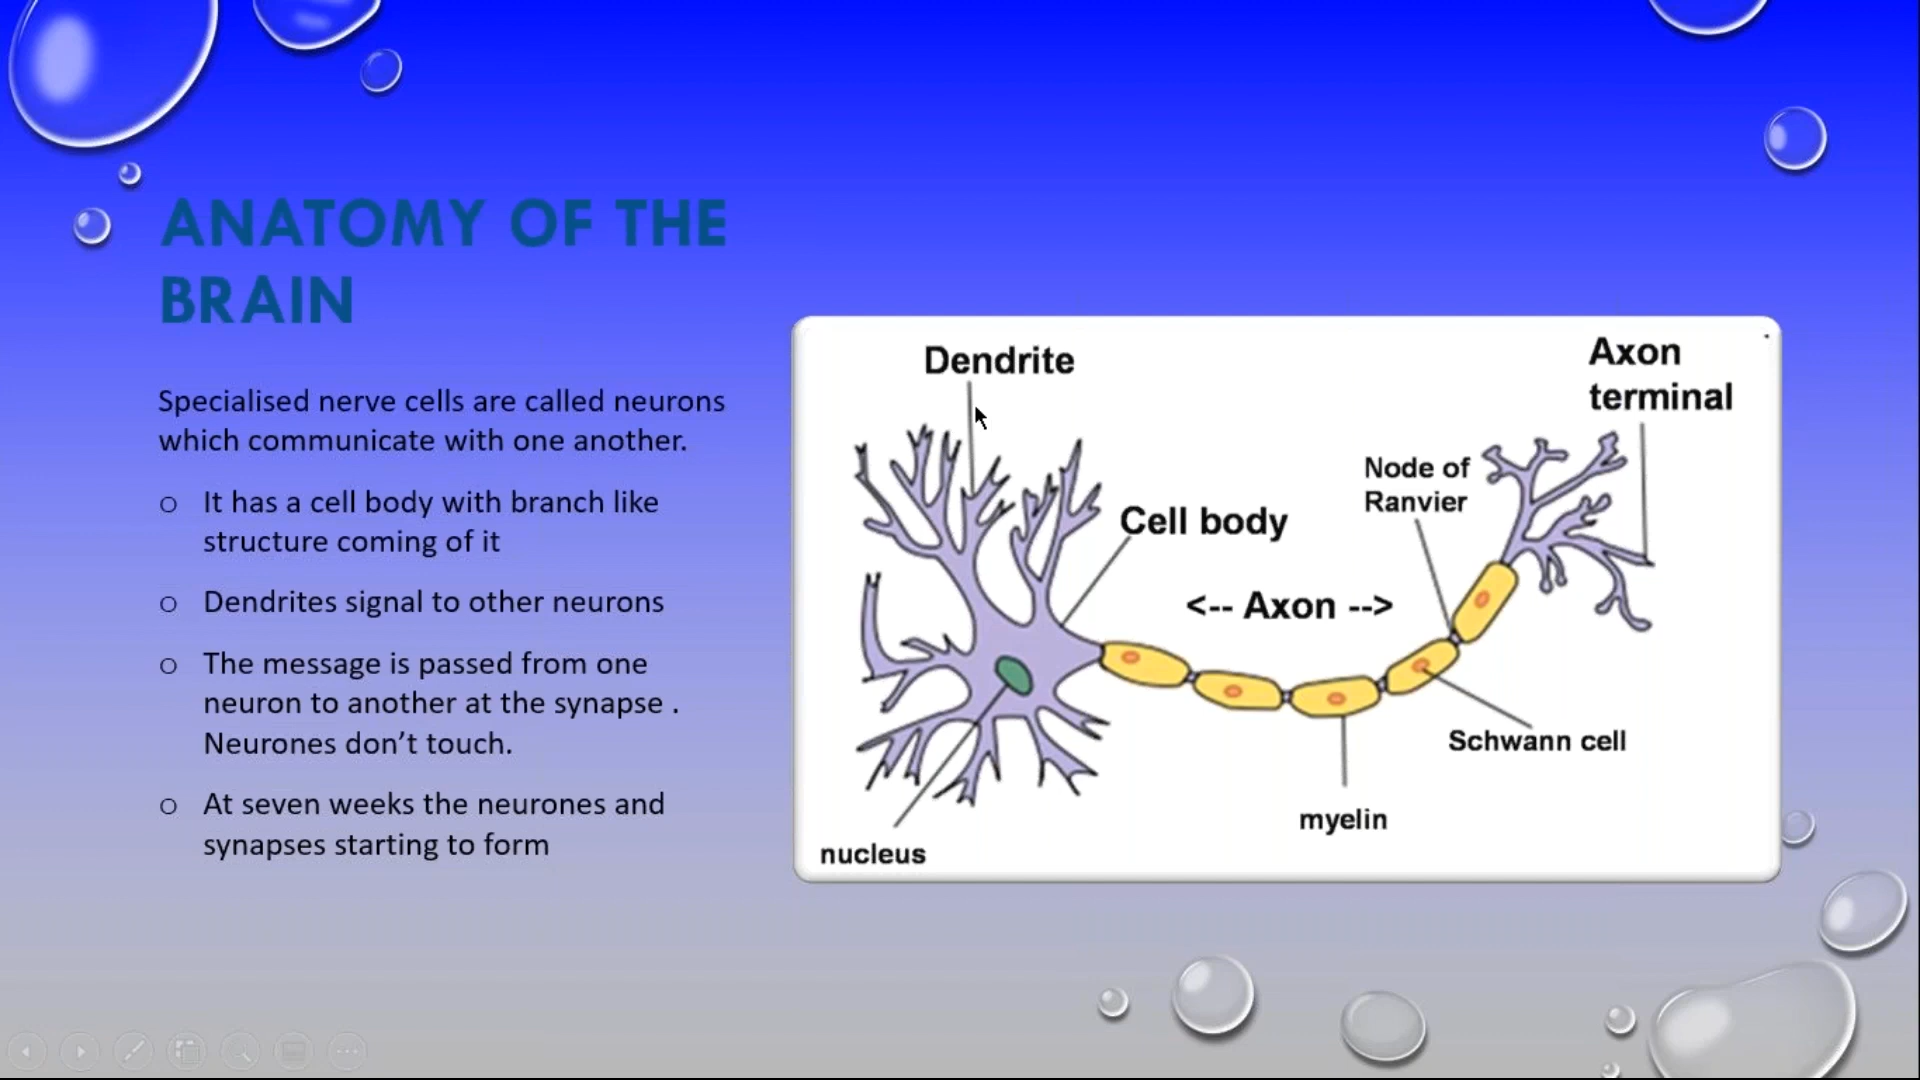 ANATOMY OF THE
BRAIN
Specialised nerve cells are called neurons
which communicate with one another.
o It has a cell body with branch like
structure coming of it
o Dendrites signal to other neurons
o The message is passed from one
neuron to another at the synapse .
Neurones don’t touch.
o At seven weeks the neurones and
synapses starting to form
Dendrite
Axon
terminal
Node of
Ranvier
Cell body
<-- Axon -->
Schwann cell
myelin
nucleus